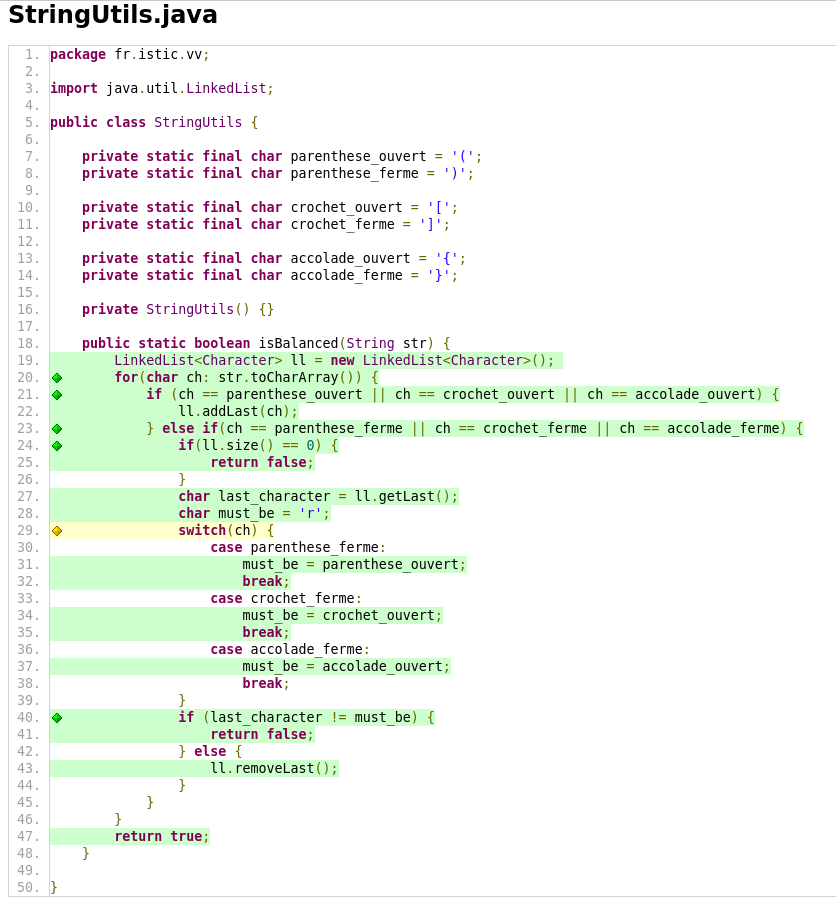 StringUtils.java
1. package fr.istic.vv;
2.
3. import java.util.LinkedList;
4.
5. public class StringUtils {
6.
7.     private static final char parenthese_ouvert = '(';
8.     private static final char parenthese_ferme = ')';
9.
10.     private static final char crochet_ouvert = '[';
11.     private static final char crochet_ferme = ']';
12.
13.     private static final char accolade_ouvert = '{';
14.     private static final char accolade_ferme = '}';
15.
16.     private StringUtils() {}
17.
18.     public static boolean isBalanced(String str) {
19.         LinkedList<Character> ll = new LinkedList<Character>();
20.         for(char ch: str.toCharArray()) {
21.             if (ch == parenthese_ouvert || ch == crochet_ouvert || ch == accolade_ouvert) {
22.                 ll.addLast(ch);
23.             } else if(ch == parenthese_ferme || ch == crochet_ferme || ch == accolade_ferme) {
24.                 if(ll.size() == 0) {
25.                     return false;
26.                 }
27.                 char last_character = ll.getLast();
28.                 char must_be = 'r';
29.                 switch(ch) {
30.                     case parenthese_ferme:
31.                         must_be = parenthese_ouvert;
32.                         break;
33.                     case crochet_ferme:
34.                         must_be = crochet_ouvert;
35.                         break;
36.                     case accolade_ferme:
37.                         must_be = accolade_ouvert;
38.                         break;
39.                 }
40.                 if (last_character != must_be) {
41.                     return false;
42.                 } else {
43.                     ll.removeLast();
44.                 }
45.             }
46.         }
47.         return true;
48.     }
49.
50. }